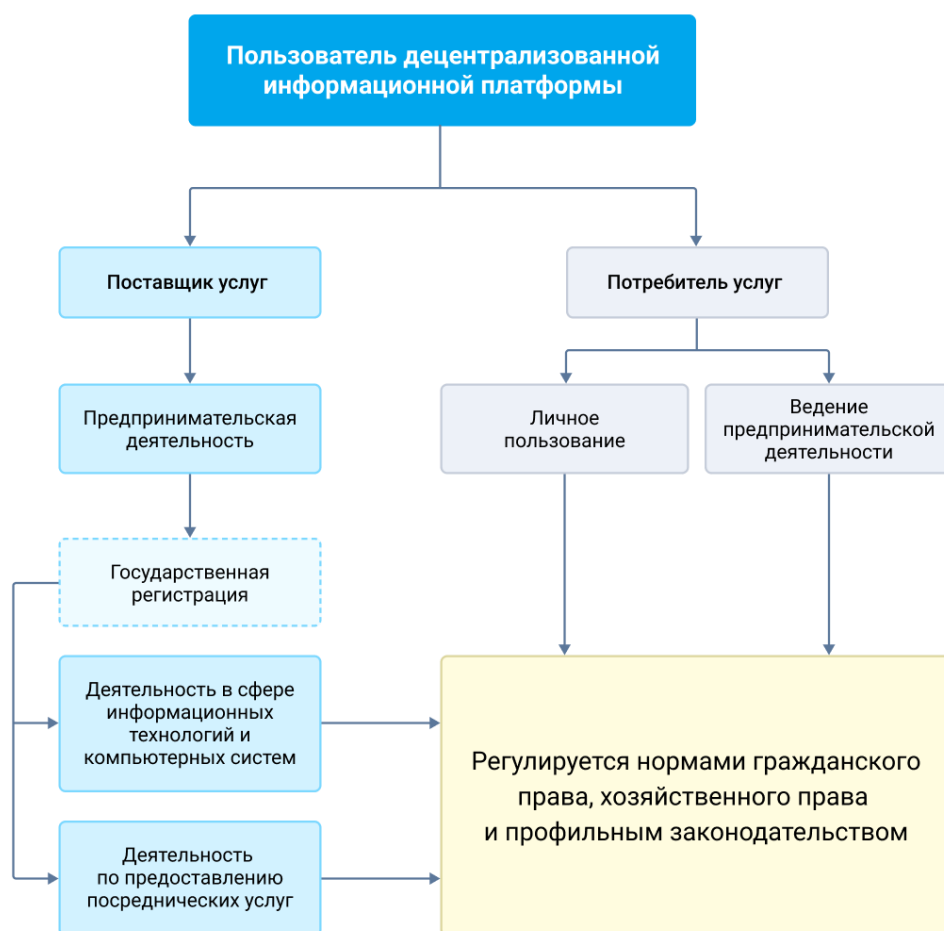 Пользователь децентрализованной
информационной платформы
Поставщик услуг
Потребитель услуг
Предпринимательская
деятельность
Личное
пользование
Ведение
предпринимательской
деятельности
Государственная
регистрация
Деятельность в сфере
информационных
технологий и
компьютерных систем
Регулируется нормами гражданского
права, хозяйственного права
и профильным законодательством
Деятельность
по предоставлению
посреднических услуг